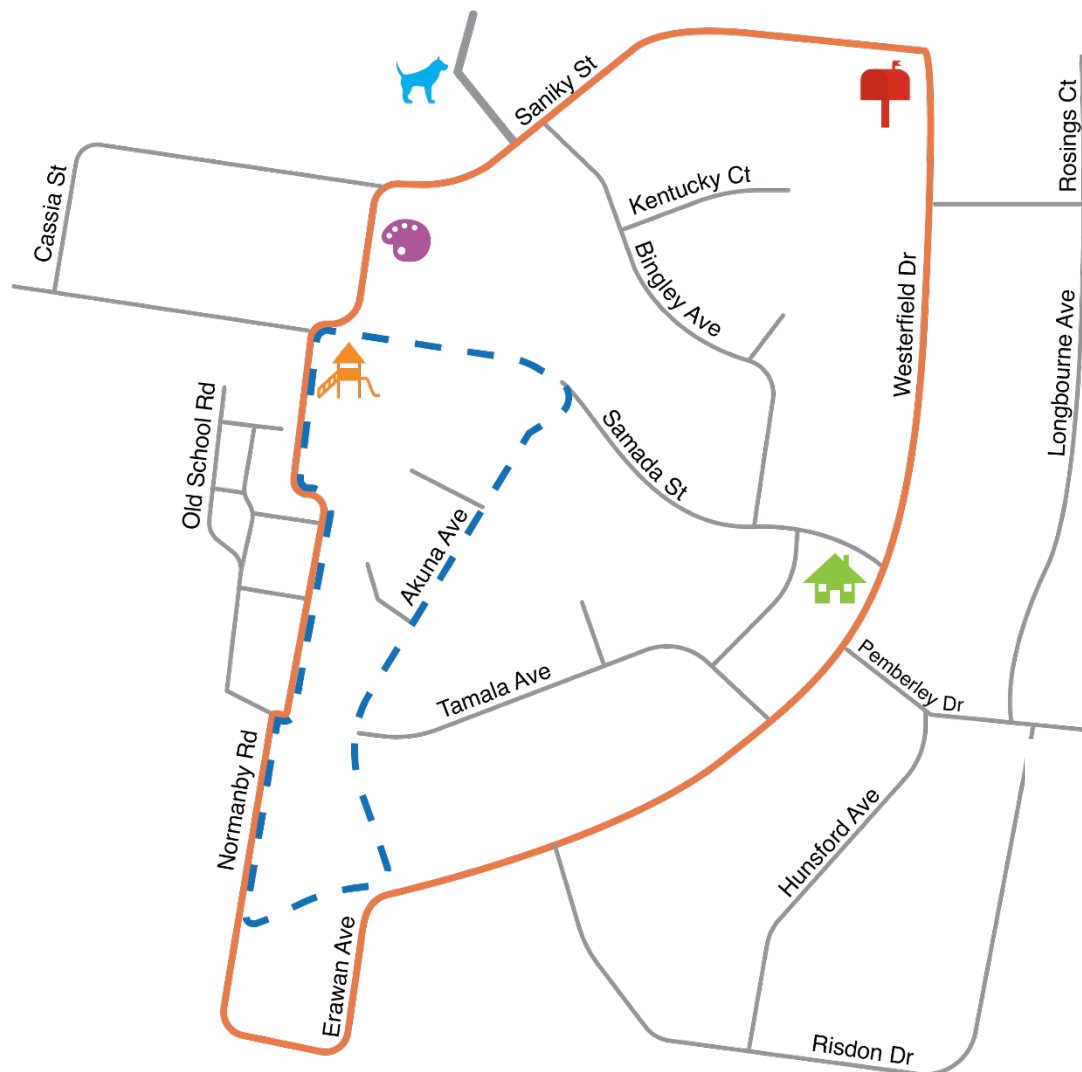 Saniky St
Rosings Ct
Cassia St
Kentucky Ct
Bingley Ave
Westerfield Dr
Longbourne Ave
Old School Rd
Samada St
Akuna Ave
Tamala Ave
Pemberley Dr
Normanby Rd
Hunsford Ave
Erawan Ave
Risdon Dr